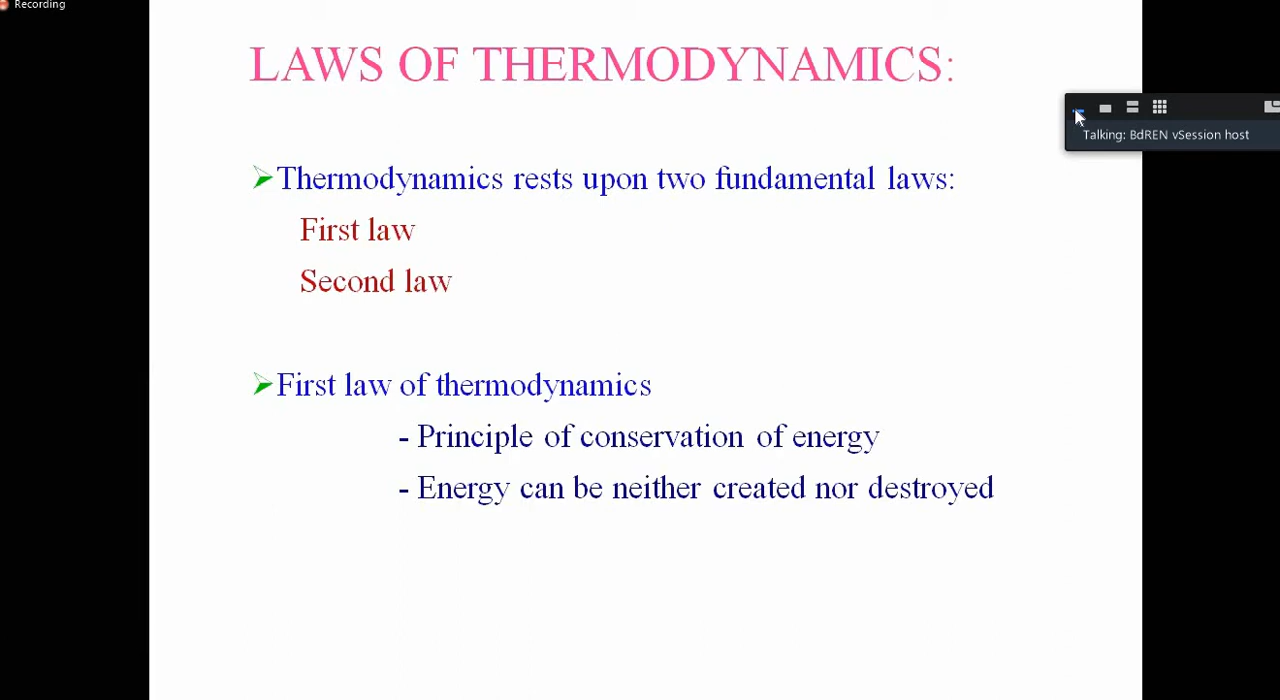 Recording
LAWS OF THERMODYNAMICS:
Talking: BdREN vSession host
Thermodynamics rests upon two fundamental laws:
First law
Second law
First law of thermodynamics
- Principle of conservation of energy
- Energy can be neither created nor destroyed